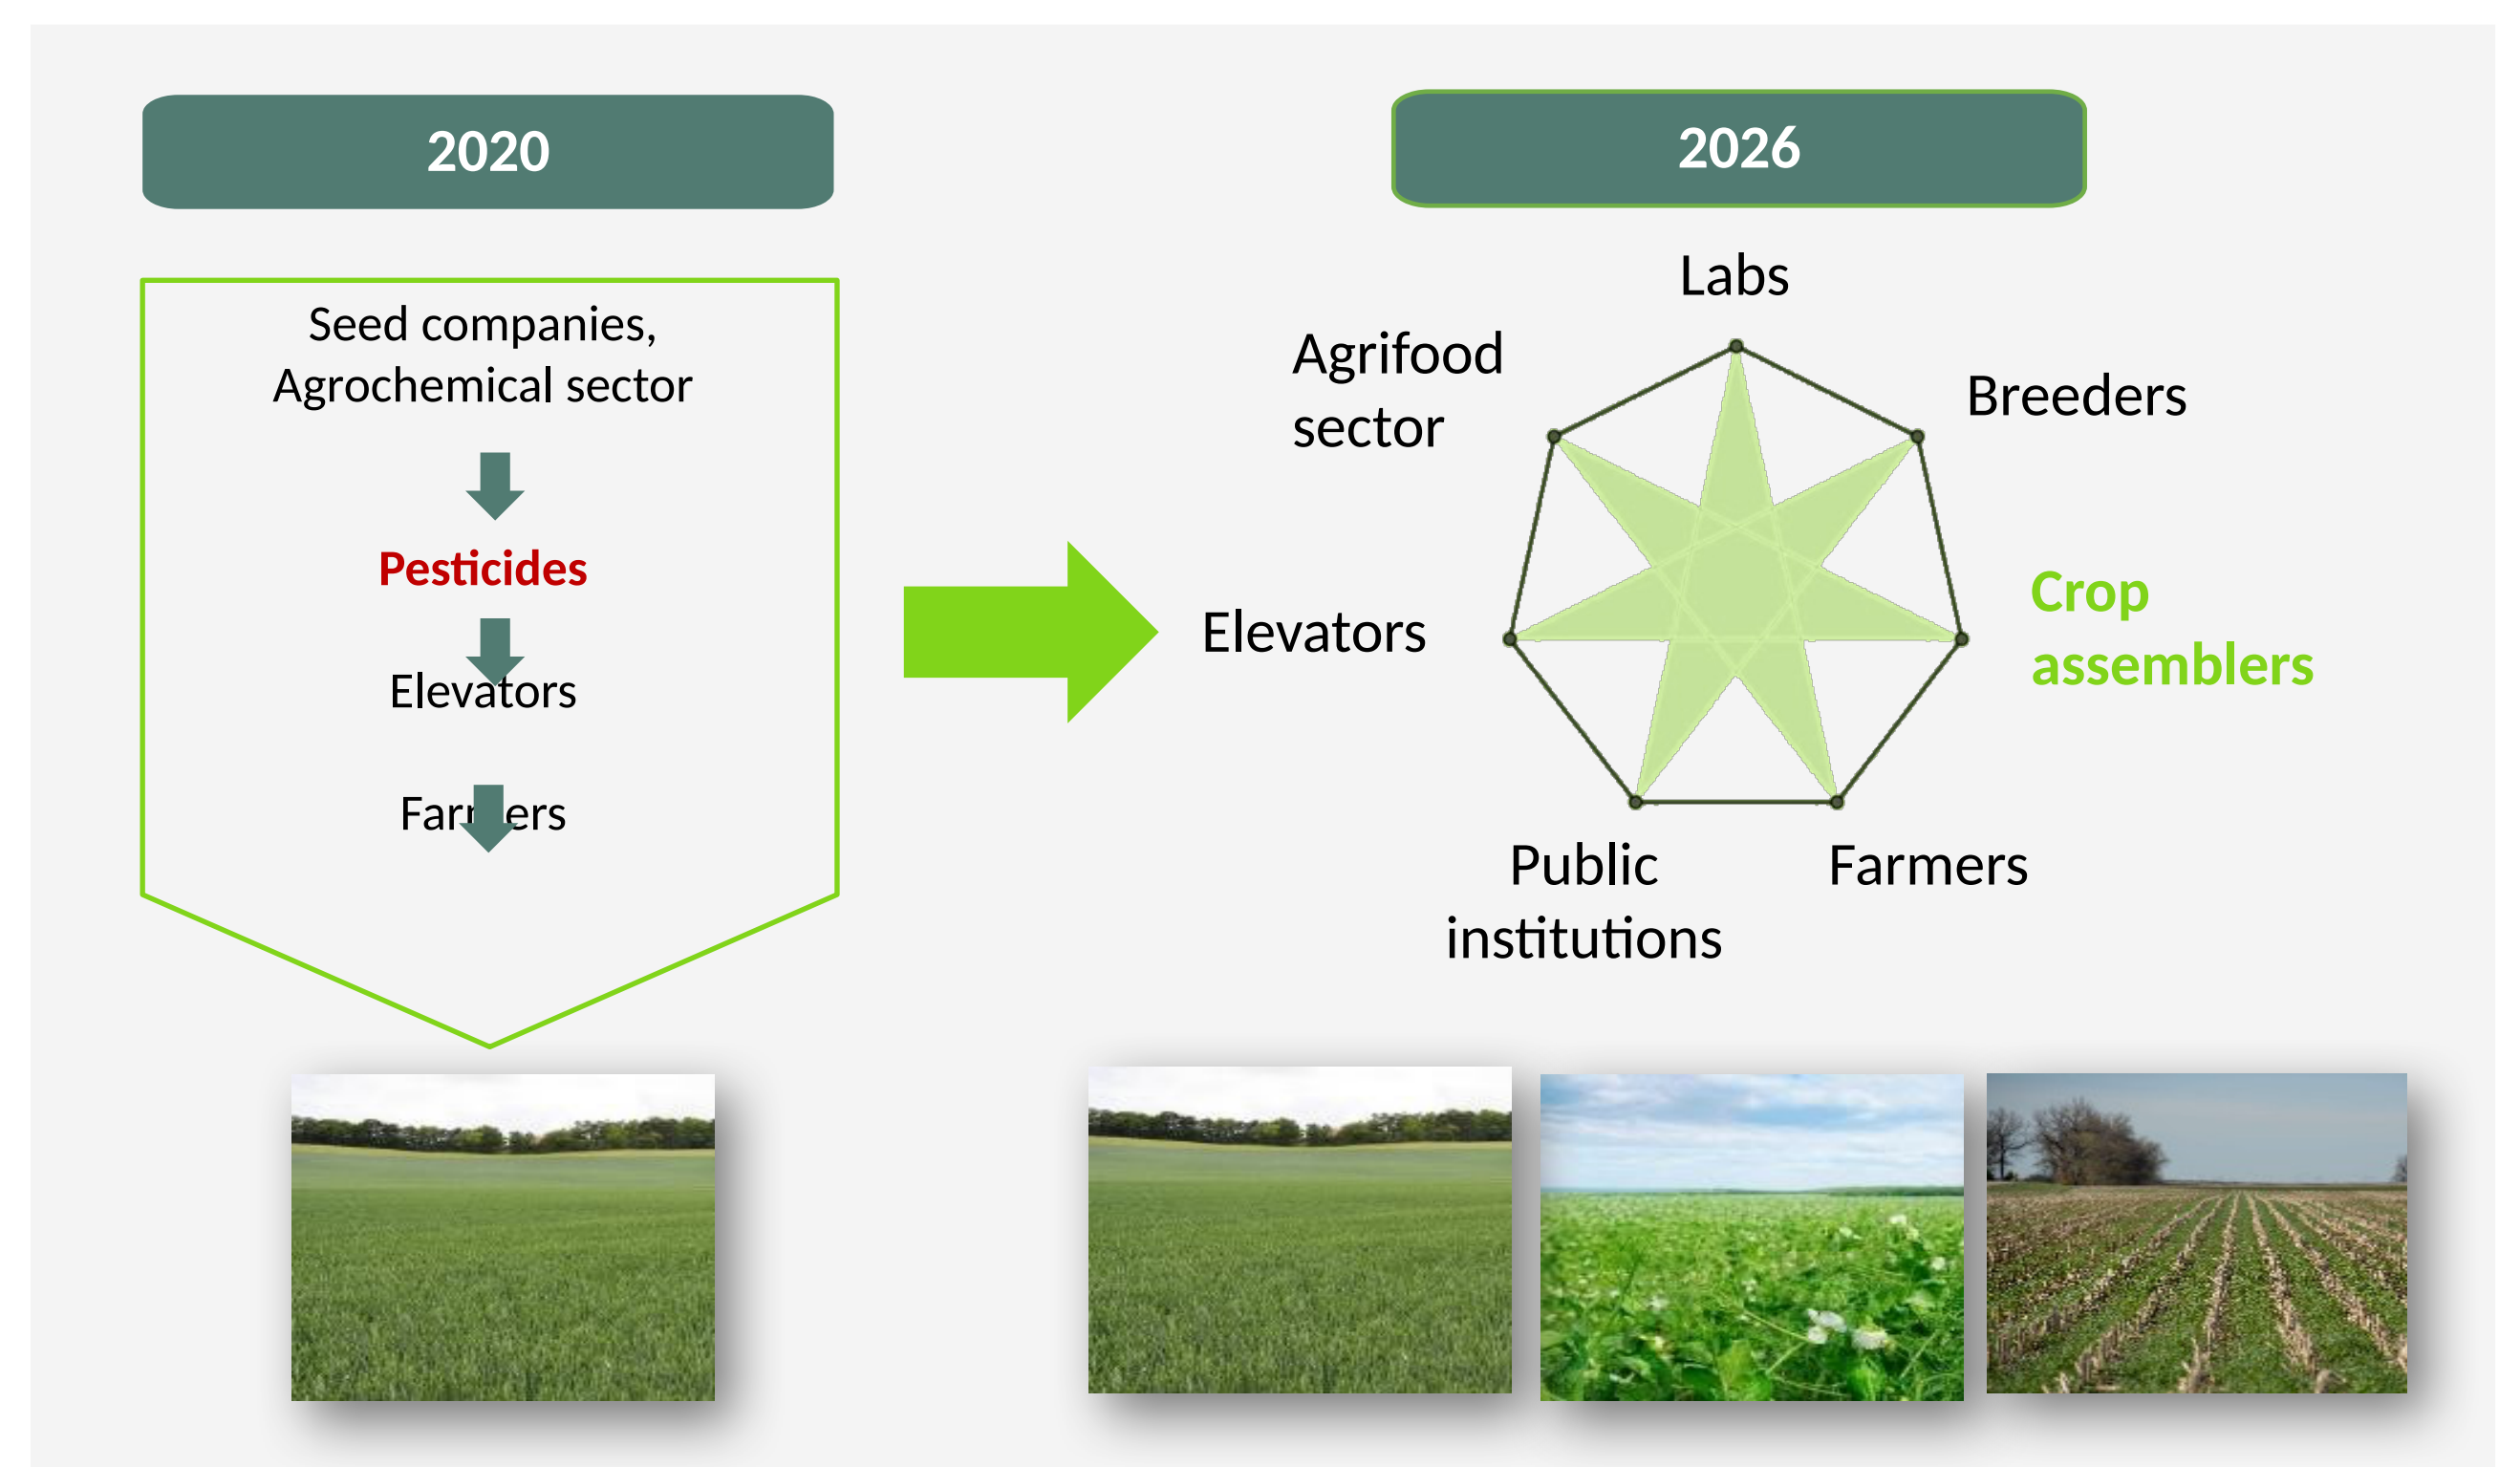 2020
Seed companies,
Agrochemical sector
Pesticides
Elevators
Farmers
2026
Labs
Agrifood
sector
Breeders
Elevators
Crop
assemblers
Public
institutions
Farmers